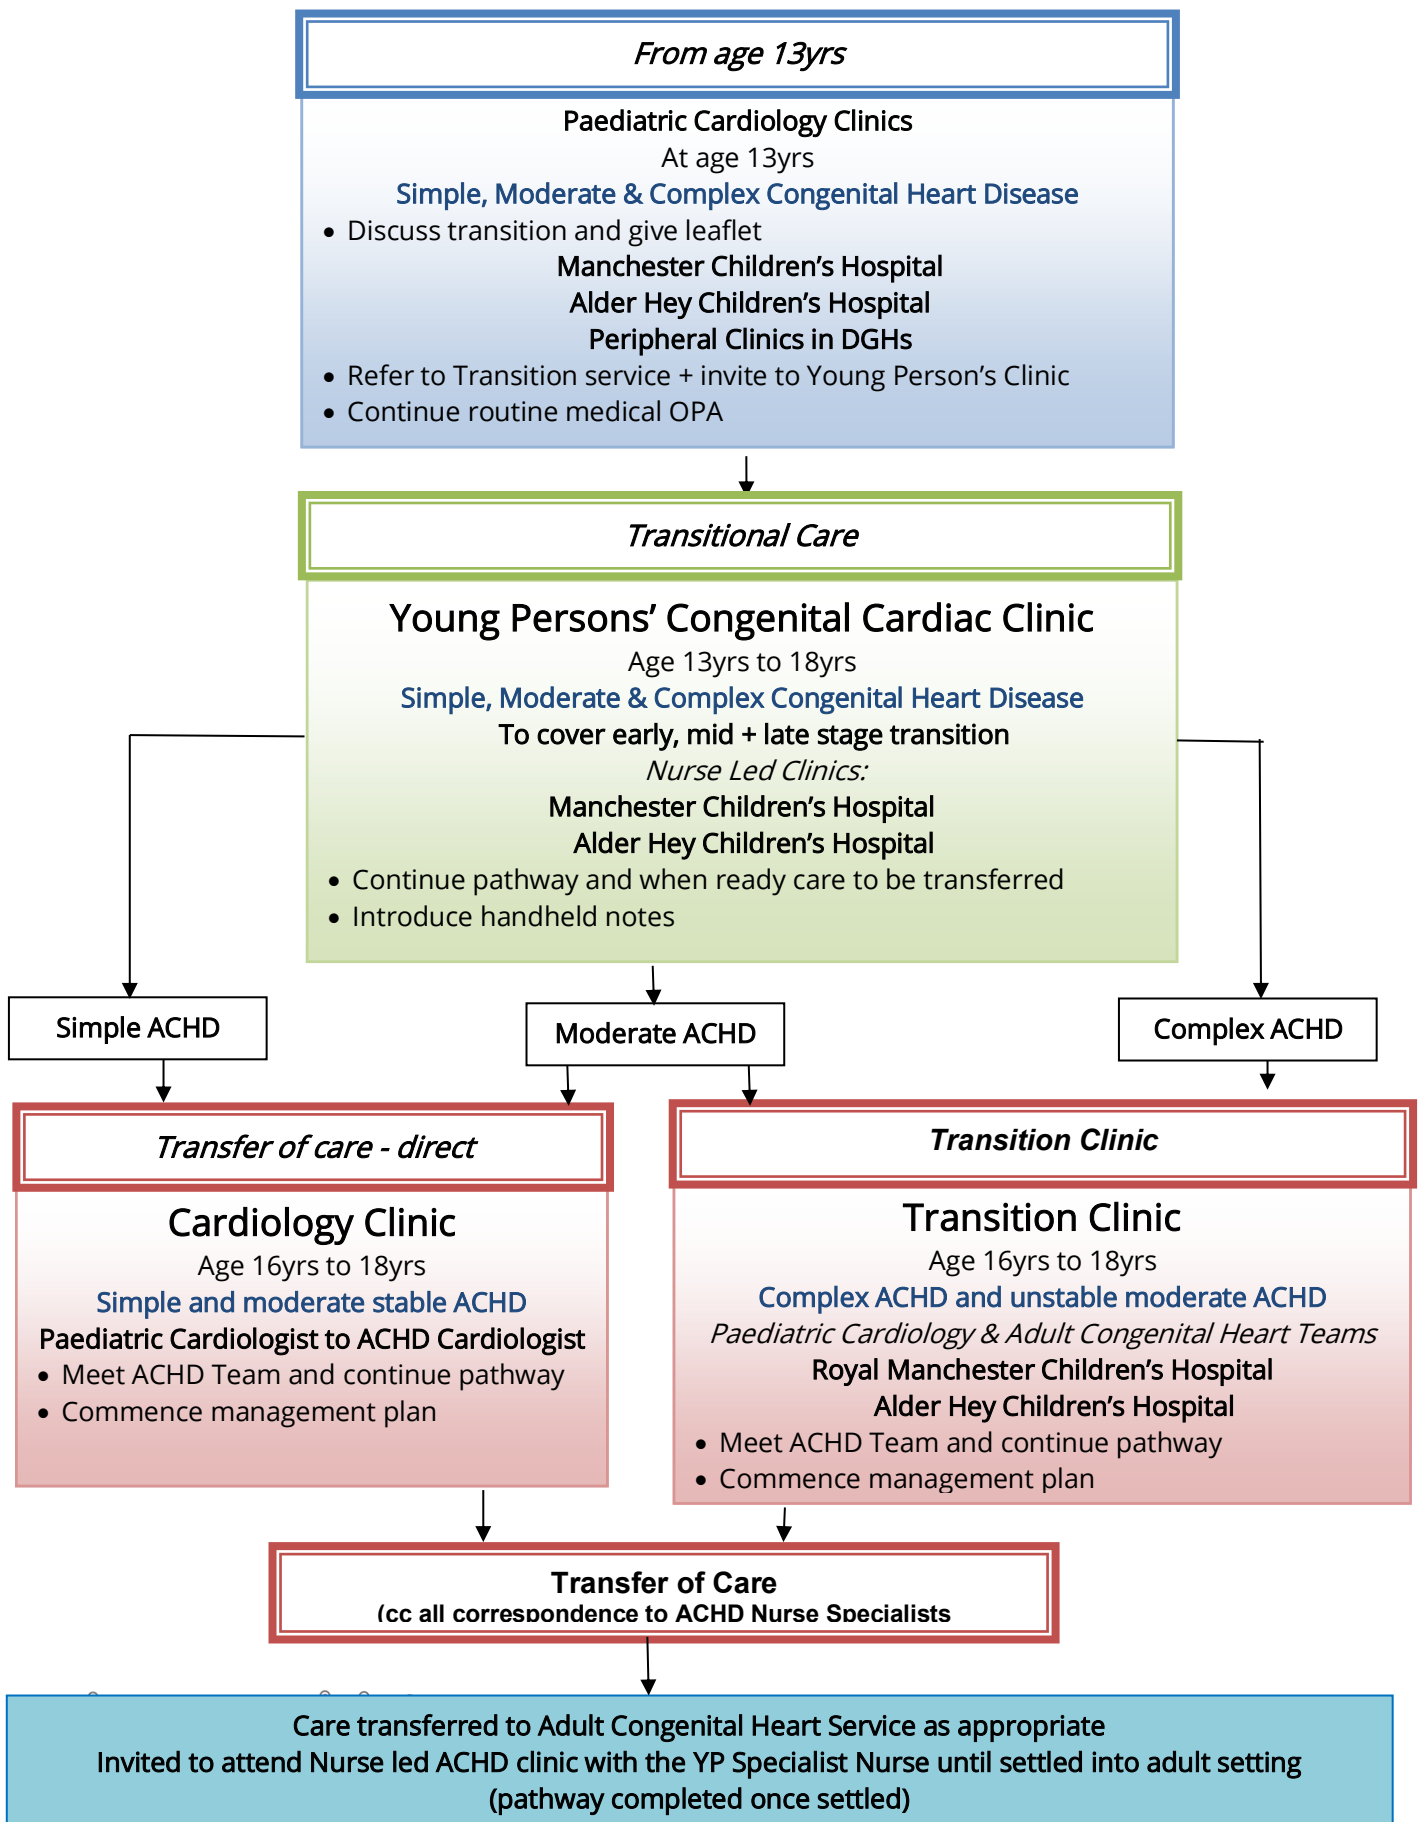 From age 13yrs
Paediatric Cardiology Clinics
At age 13yrs
Simple, Moderate & Complex Congenital Heart Disease
• Discuss transition and give leaflet
Manchester Children’s Hospital
Alder Hey Children’s Hospital
Peripheral Clinics in DGHs
• Refer to Transition service + invite to Young Person’s Clinic
• Continue routine medical OPA
Transitional Care
Young Persons’ Congenital Cardiac Clinic
Age 13yrs to 18yrs
Simple, Moderate & Complex Congenital Heart Disease
To cover early, mid + late stage transition
Nurse Led Clinics:
Manchester Children’s Hospital
Alder Hey Children’s Hospital
• Continue pathway and when ready care to be transferred
• Introduce handheld notes
Simple ACHD
Moderate ACHD
Complex ACHD
Transfer of care - direct
Cardiology Clinic
Age 16yrs to 18yrs
Simple and moderate stable ACHD
Paediatric Cardiologist to ACHD Cardiologist
• Meet ACHD Team and continue pathway
• Commence management plan
Transition Clinic
Transition Clinic
Age 16yrs to 18yrs
Complex ACHD and unstable moderate ACHD
Paediatric Cardiology & Adult Congenital Heart Teams
Royal Manchester Children’s Hospital
Alder Hey Children’s Hospital
• Meet ACHD Team and continue pathway
• Commence management plan
Transfer of Care
(cc all correspondence to ACHD Nurse Specialists
Care transferred to Adult Congenital Heart Service as appropriate
Invited to attend Nurse led ACHD clinic with the YP Specialist Nurse until settled into adult setting
(pathway completed once settled)